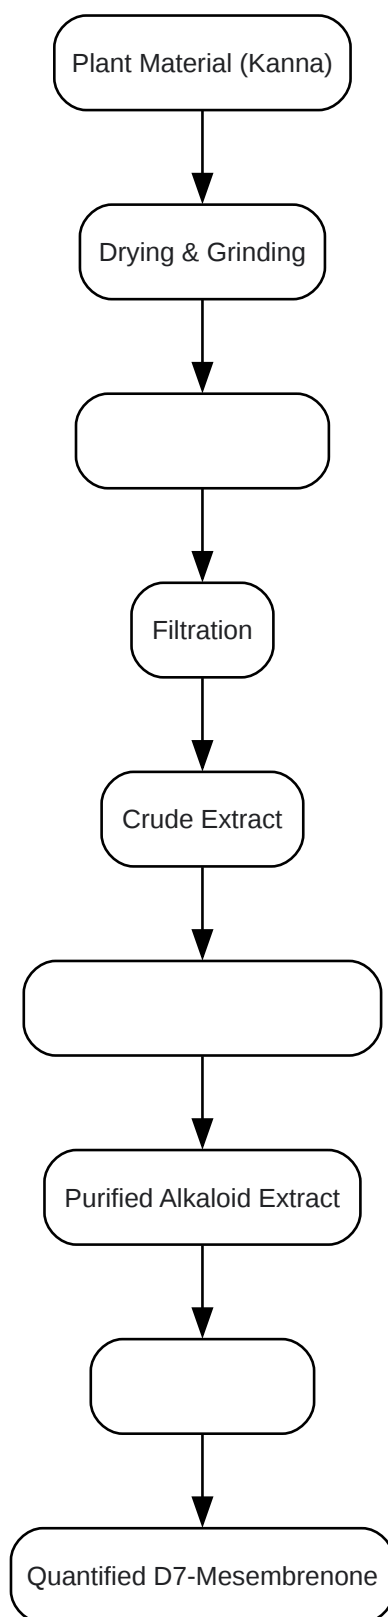 Plant Material (Kanna)
Drying & Grinding
Filtration
Crude Extract
Purified Alkaloid Extract
Quantified D7-Mesembrenone